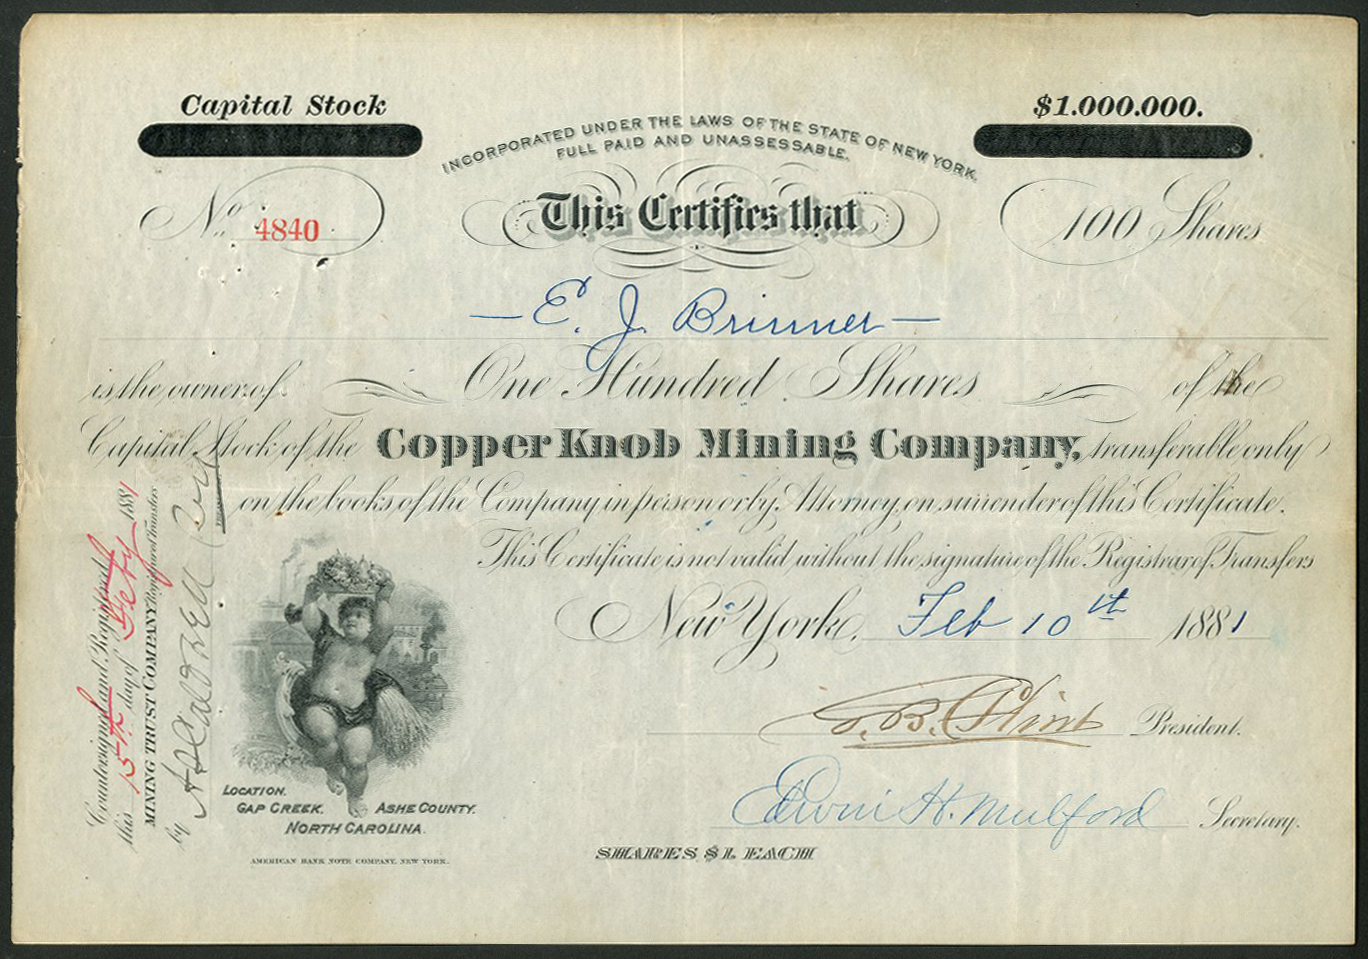 Capital Stock
$1.000.000.
INCORPORATED UNDER THE LAWS OF THE STATE OF NEW YORK.
FULL PAID AND UNASSESSABLE.
No. 4840
This Certifies that
100 Shares
— E. J. Brinner —
is the owner of One Hundred Shares of the
Capital Stock of the Copper Knob Mining Company, transferable only
on the books of the Company in person or by Attorney, on surrender of this Certificate.
This Certificate is not valid without the signature of the Registrar of Transfers
New York, Feb 10th 1881
President.
Edwin H. Mulford Secretary.
SHARES $1. EACH
LOCATION.
GAP CREEK. ASHE COUNTY.
NORTH CAROLINA.
AMERICAN BANK NOTE COMPANY, NEW YORK.
Countersigned and Registered
this 15th day of Feby 1881
MINING TRUST COMPANY Registrar of Transfers
by